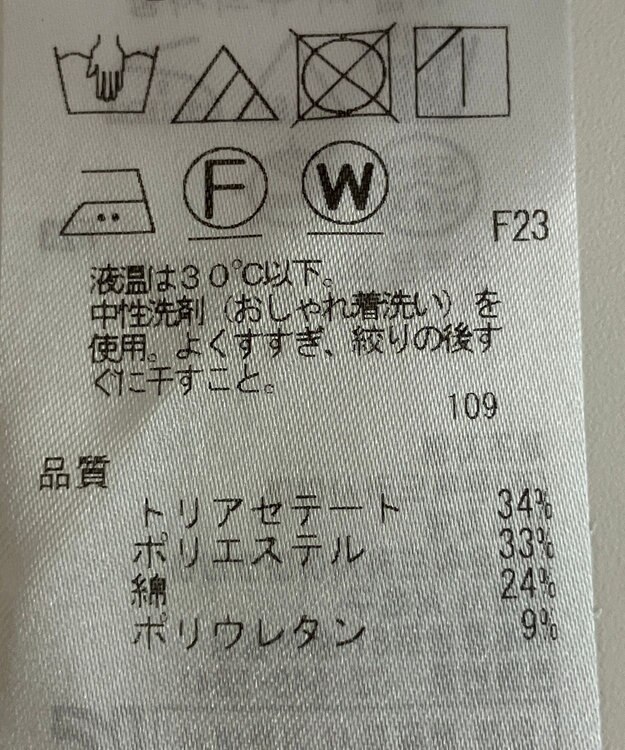 F W
F23
液温は30℃以下。
中性洗剤（おしゃれ着洗い）を
使用。よくすすぎ、絞りの後す
ぐに干すこと。
109
品質
トリアセテート 34%
ポリエステル 33%
綿 24%
ポリウレタン 9%